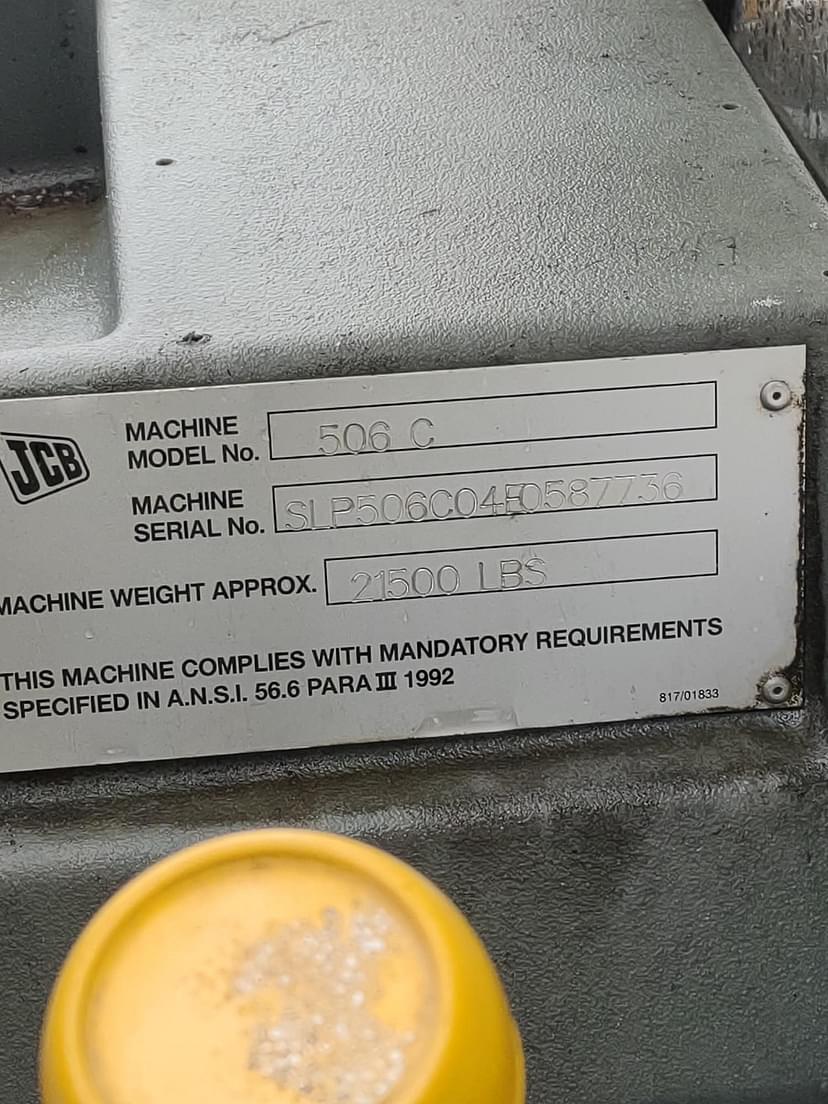 JCB
MACHINE
MODEL No.
506 C
MACHINE
SERIAL No.
SLP506C04E0587736
MACHINE WEIGHT APPROX.
21500 LBS
THIS MACHINE COMPLIES WITH MANDATORY REQUIREMENTS
SPECIFIED IN A.N.S.I. 56.6 PARA III 1992
817/01833